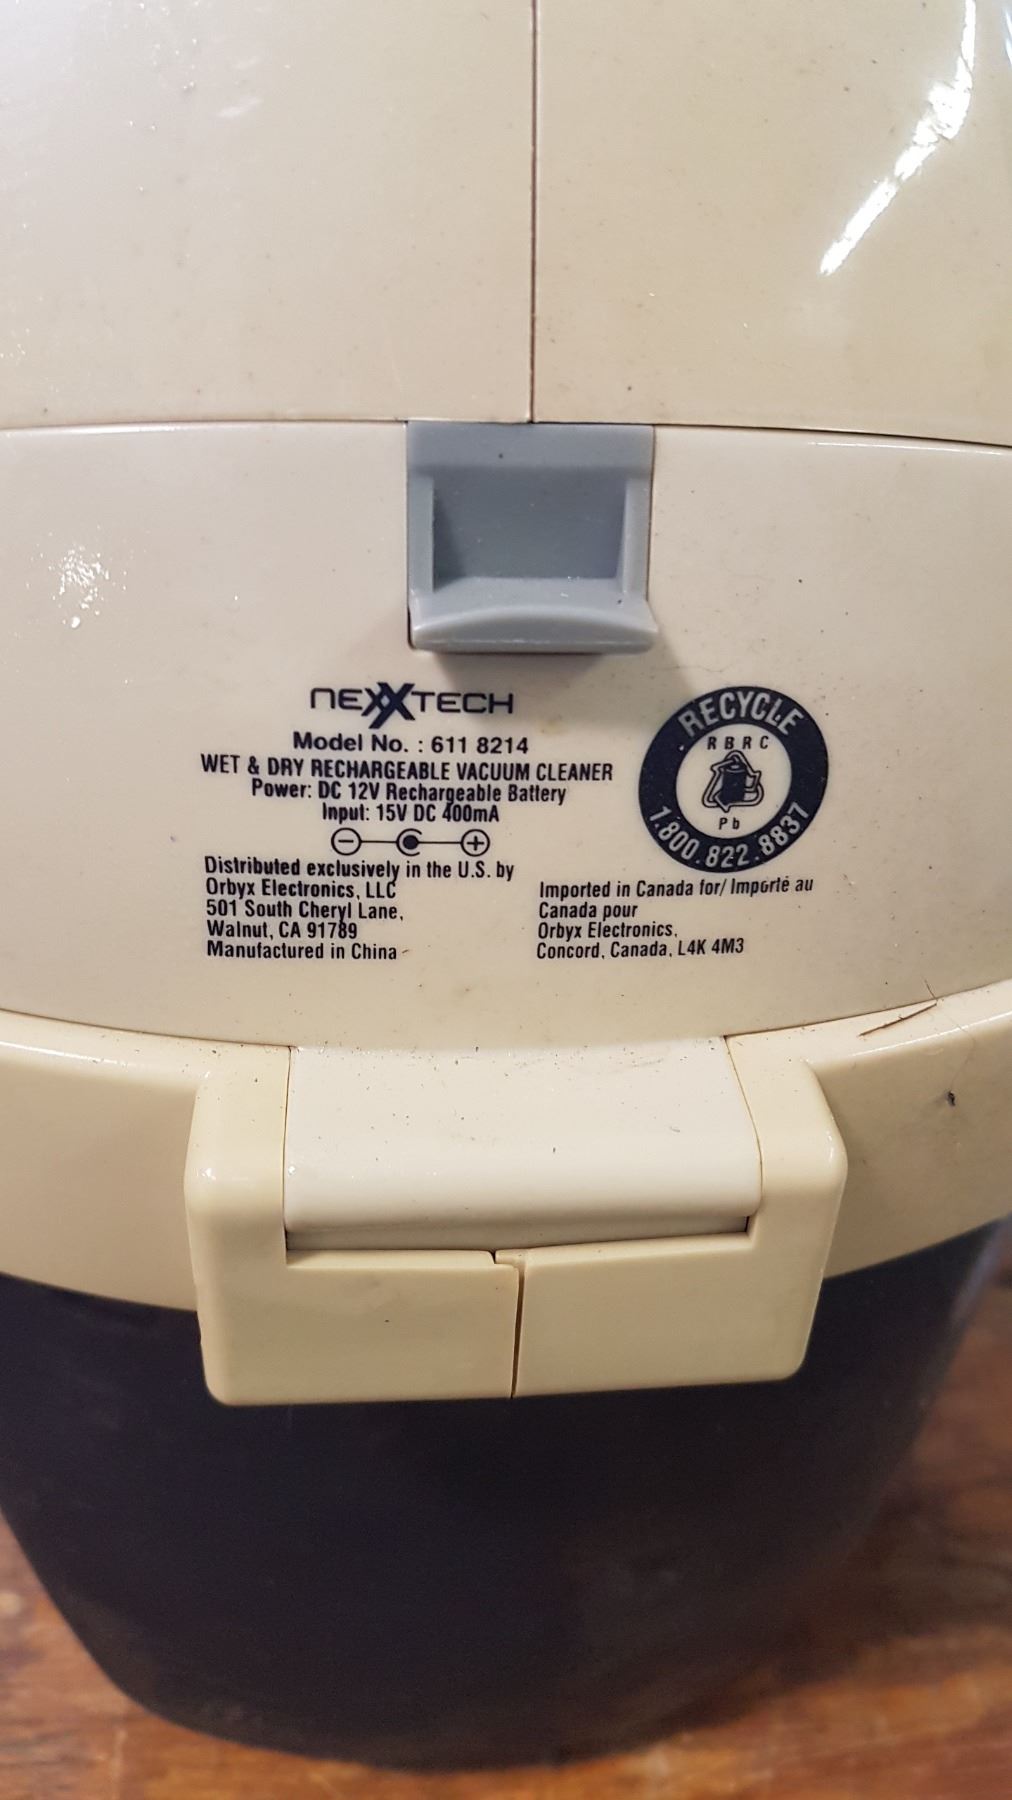 nexxtech
Model No. : 611 8214
WET & DRY RECHARGEABLE VACUUM CLEANER
Power: DC 12V Rechargeable Battery
Input: 15V DC 400mA
Distributed exclusively in the U.S. by
Orbyx Electronics, LLC
501 South Cheryl Lane,
Walnut, CA 91789
Manufactured in China
RECYCLE
RBRC
Pb
1.800.822.8837
Imported in Canada for/ Importé au
Canada pour
Orbyx Electronics,
Concord, Canada, L4K 4M3